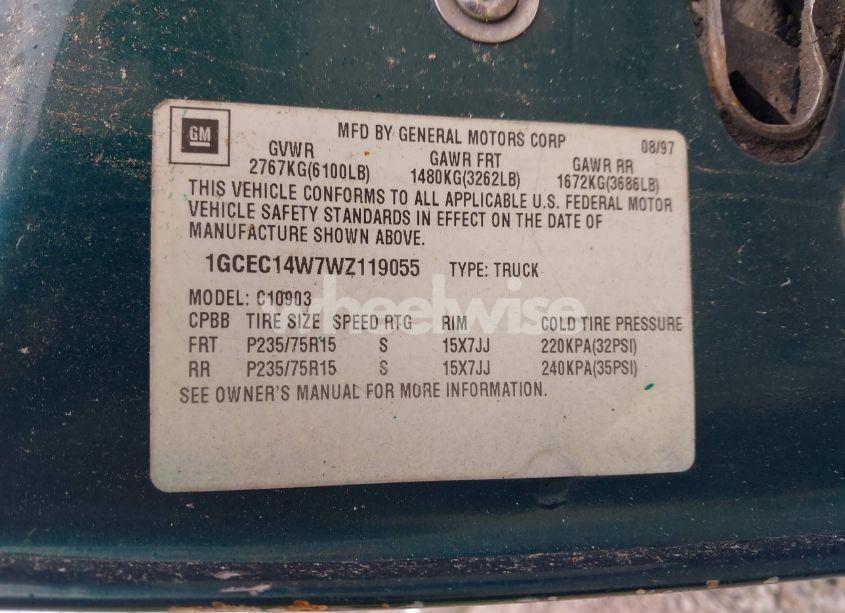 GM
MFD BY GENERAL MOTORS CORP 08/97
GVWR GAWR FRT GAWR RR
2767KG(6100LB) 1480KG(3262LB) 1672KG(3686LB)
THIS VEHICLE CONFORMS TO ALL APPLICABLE U.S. FEDERAL MOTOR
VEHICLE SAFETY STANDARDS IN EFFECT ON THE DATE OF
MANUFACTURE SHOWN ABOVE.
1GCEC14W7WZ119055 TYPE: TRUCK
MODEL: C10903
wheelwise
CPBB TIRE SIZE SPEED RTG RIM COLD TIRE PRESSURE
FRT P235/75R15 S 15X7JJ 220KPA(32PSI)
RR P235/75R15 S 15X7JJ 240KPA(35PSI)
SEE OWNER'S MANUAL FOR MORE INFORMATION.